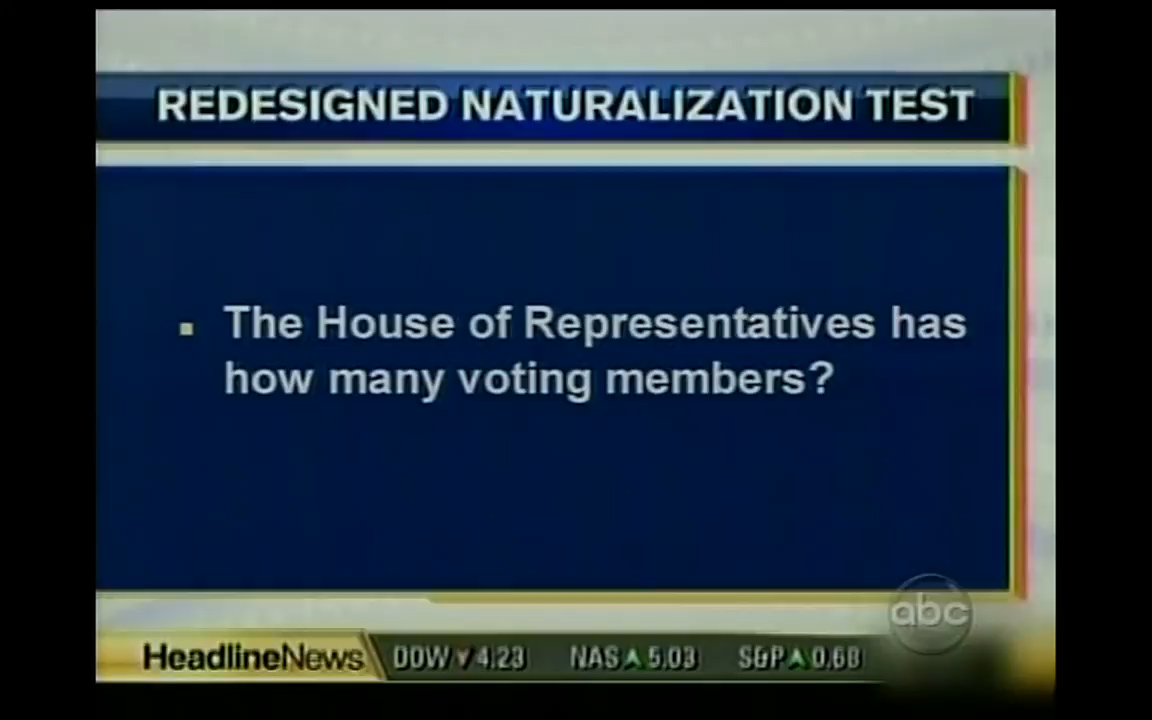 REDESIGNED NATURALIZATION TEST
▪ The House of Representatives has
how many voting members?
abc
HeadlineNews DOW ▼ 4.23 NAS ▲ 5.03 S&P ▲ 0.68